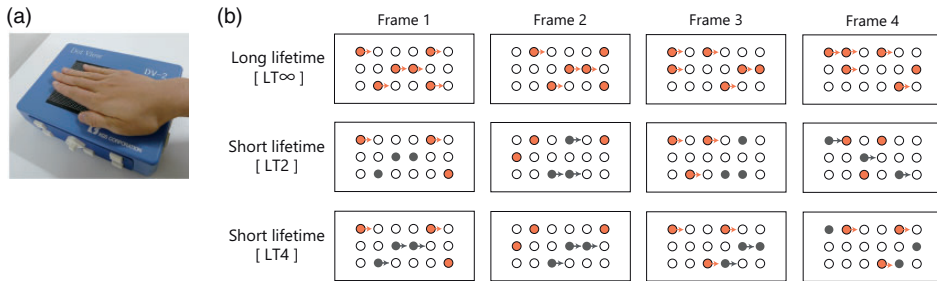 (a)
(b)
Frame 1
Frame 2
Frame 3
Frame 4
Dot View
DV-2
Long lifetime
[ LT∞ ]
Short lifetime
[ LT2 ]
Short lifetime
[ LT4 ]